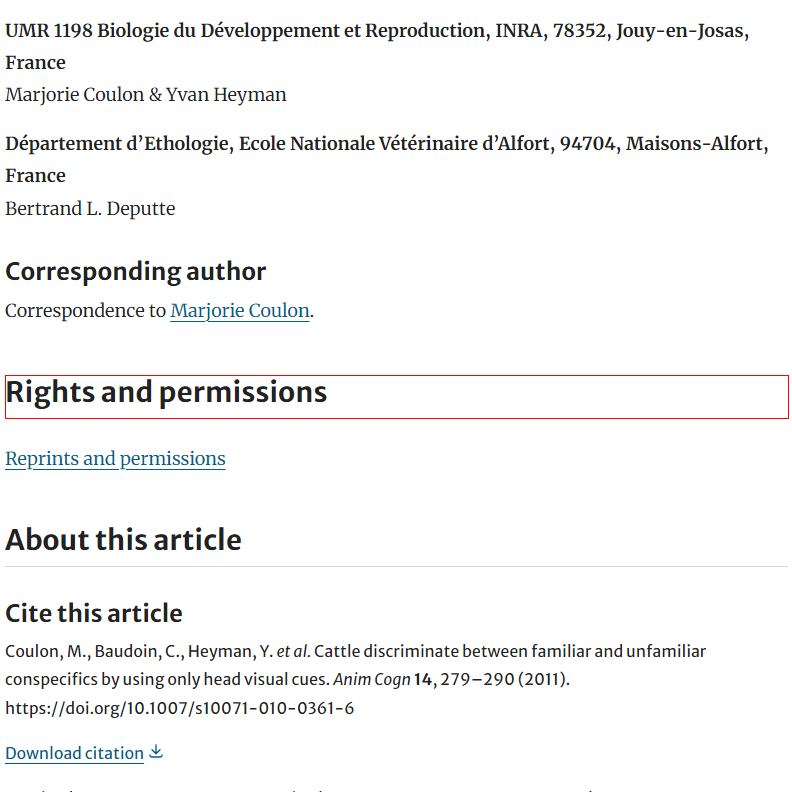 UMR 1198 Biologie du Développement et Reproduction, INRA, 78352, Jouy-en-Josas,
France
Marjorie Coulon & Yvan Heyman
Département d’Ethologie, Ecole Nationale Vétérinaire d’Alfort, 94704, Maisons-Alfort,
France
Bertrand L. Deputte
Corresponding author
Correspondence to Marjorie Coulon.
Rights and permissions
Reprints and permissions
About this article
Cite this article
Coulon, M., Baudoin, C., Heyman, Y. et al. Cattle discriminate between familiar and unfamiliar
conspecifics by using only head visual cues. Anim Cogn 14, 279–290 (2011).
https://doi.org/10.1007/s10071-010-0361-6
Download citation